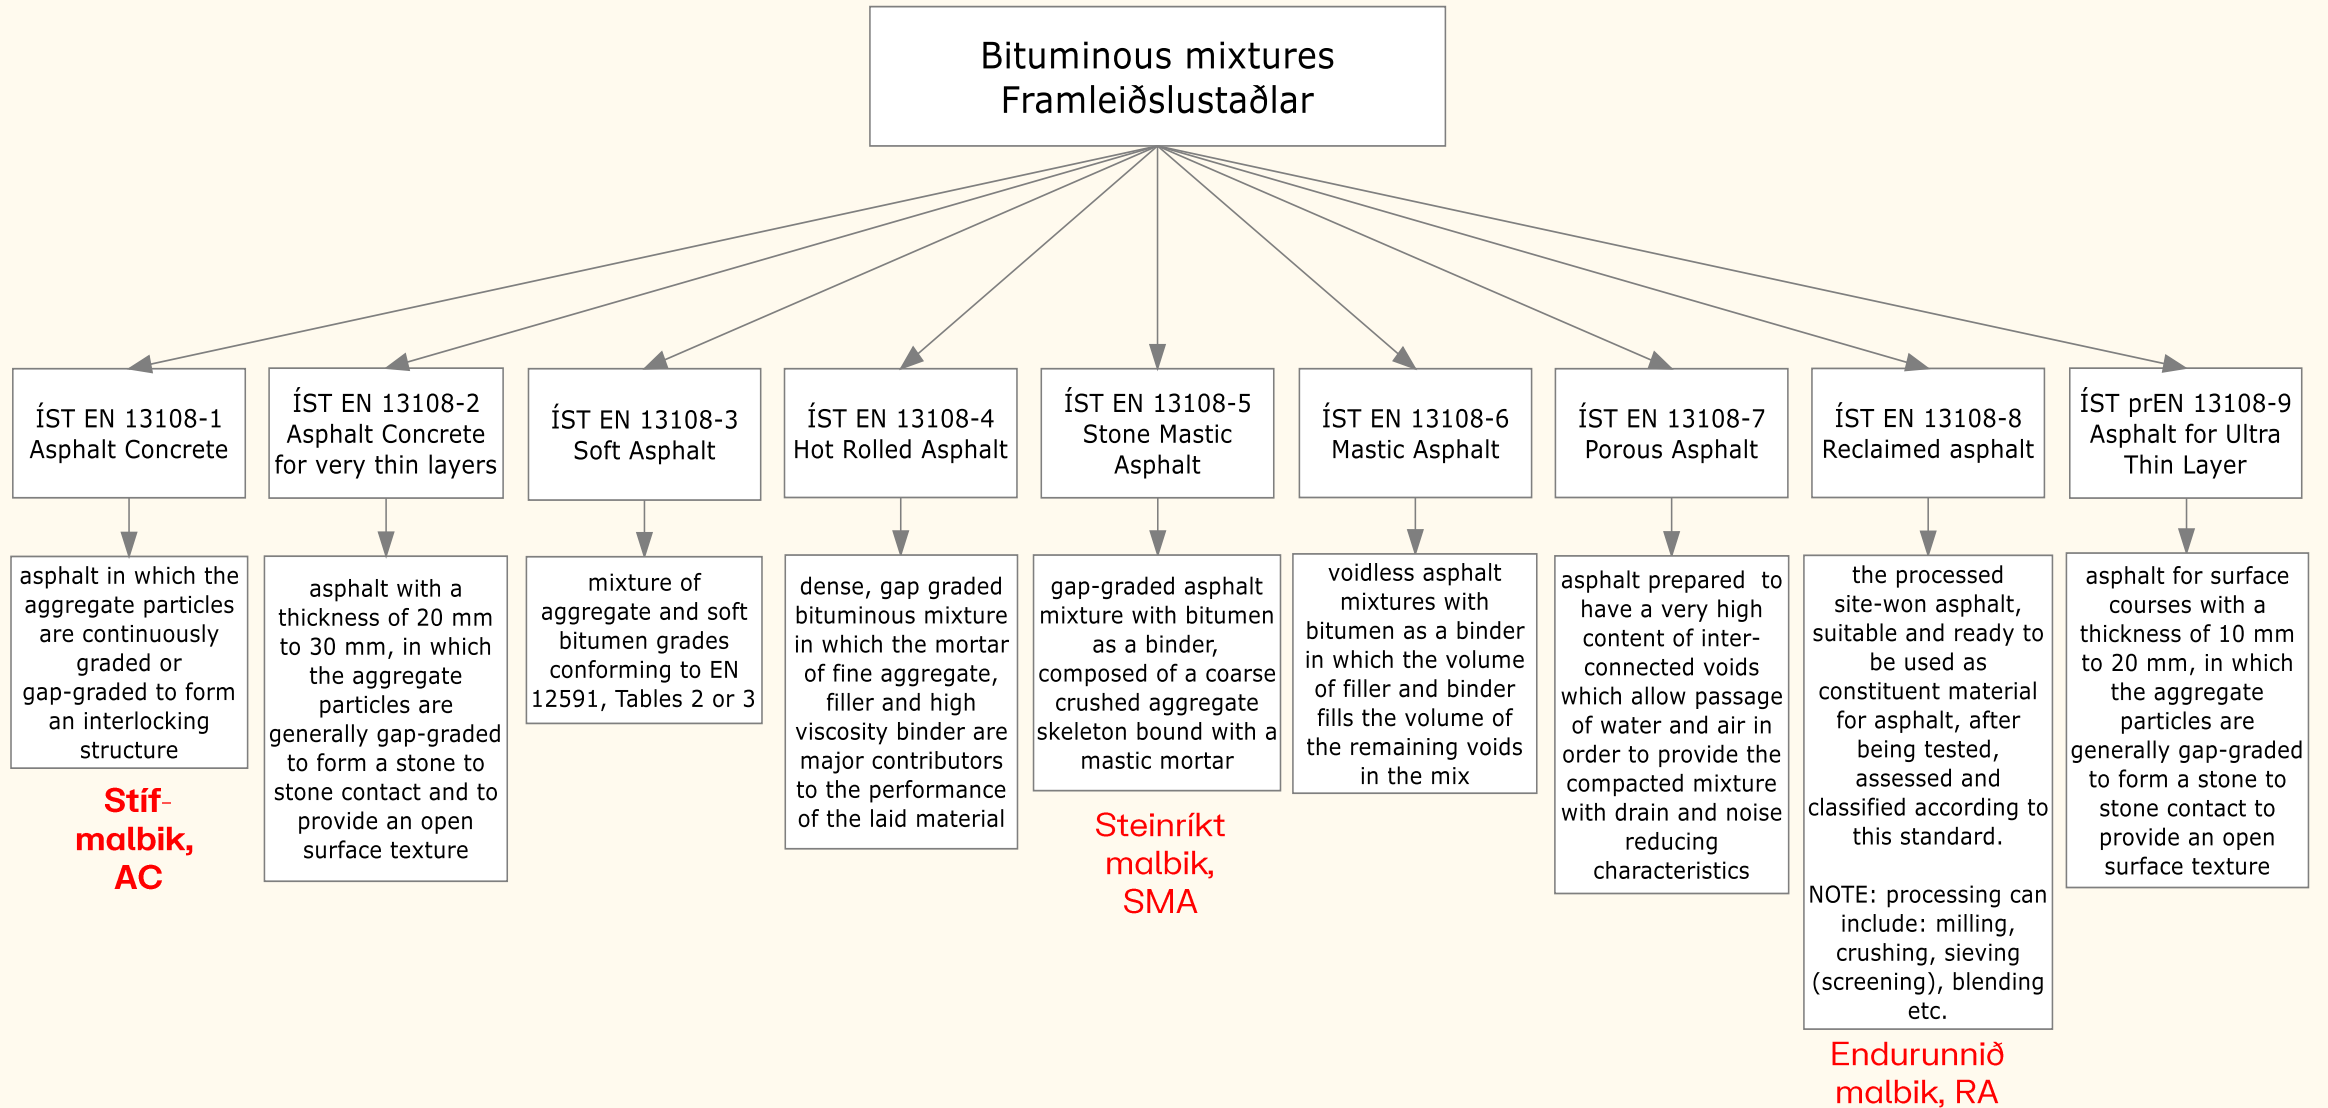 Bituminous mixtures
Framleiðslustaðlar
ÍST EN 13108-1
Asphalt Concrete
ÍST EN 13108-2
Asphalt Concrete
for very thin layers
ÍST EN 13108-3
Soft Asphalt
ÍST EN 13108-4
Hot Rolled Asphalt
ÍST EN 13108-5
Stone Mastic
Asphalt
ÍST EN 13108-6
Mastic Asphalt
ÍST EN 13108-7
Porous Asphalt
ÍST EN 13108-8
Reclaimed asphalt
ÍST prEN 13108-9
Asphalt for Ultra
Thin Layer
asphalt in which the
aggregate particles
are continuously
graded or
gap-graded to form
an interlocking
structure
Stíf-
malbik,
AC
asphalt with a
thickness of 20 mm
to 30 mm, in which
the aggregate
particles are
generally gap-graded
to form a stone to
stone contact and to
provide an open
surface texture
mixture of
aggregate and soft
bitumen grades
conforming to EN
12591, Tables 2 or 3
dense, gap graded
bituminous mixture
in which the mortar
of fine aggregate,
filler and high
viscosity binder are
major contributors
to the performance
of the laid material
gap-graded asphalt
mixture with bitumen
as a binder,
composed of a coarse
crushed aggregate
skeleton bound with a
mastic mortar
Steinríkt
malbik,
SMA
voidless asphalt
mixtures with
bitumen as a binder
in which the volume
of filler and binder
fills the volume of
the remaining voids
in the mix
asphalt prepared  to
have a very high
content of inter-
connected voids
which allow passage
of water and air in
order to provide the
compacted mixture
with drain and noise
reducing
characteristics
the processed
site-won asphalt,
suitable and ready to
be used as
constituent material
for asphalt, after
being tested,
assessed and
classified according to
this standard.
NOTE: processing can
include: milling,
crushing, sieving
(screening), blending
etc.
Endurunnið
malbik, RA
asphalt for surface
courses with a
thickness of 10 mm
to 20 mm, in which
the aggregate
particles are
generally gap-graded
to form a stone to
stone contact to
provide an open
surface texture